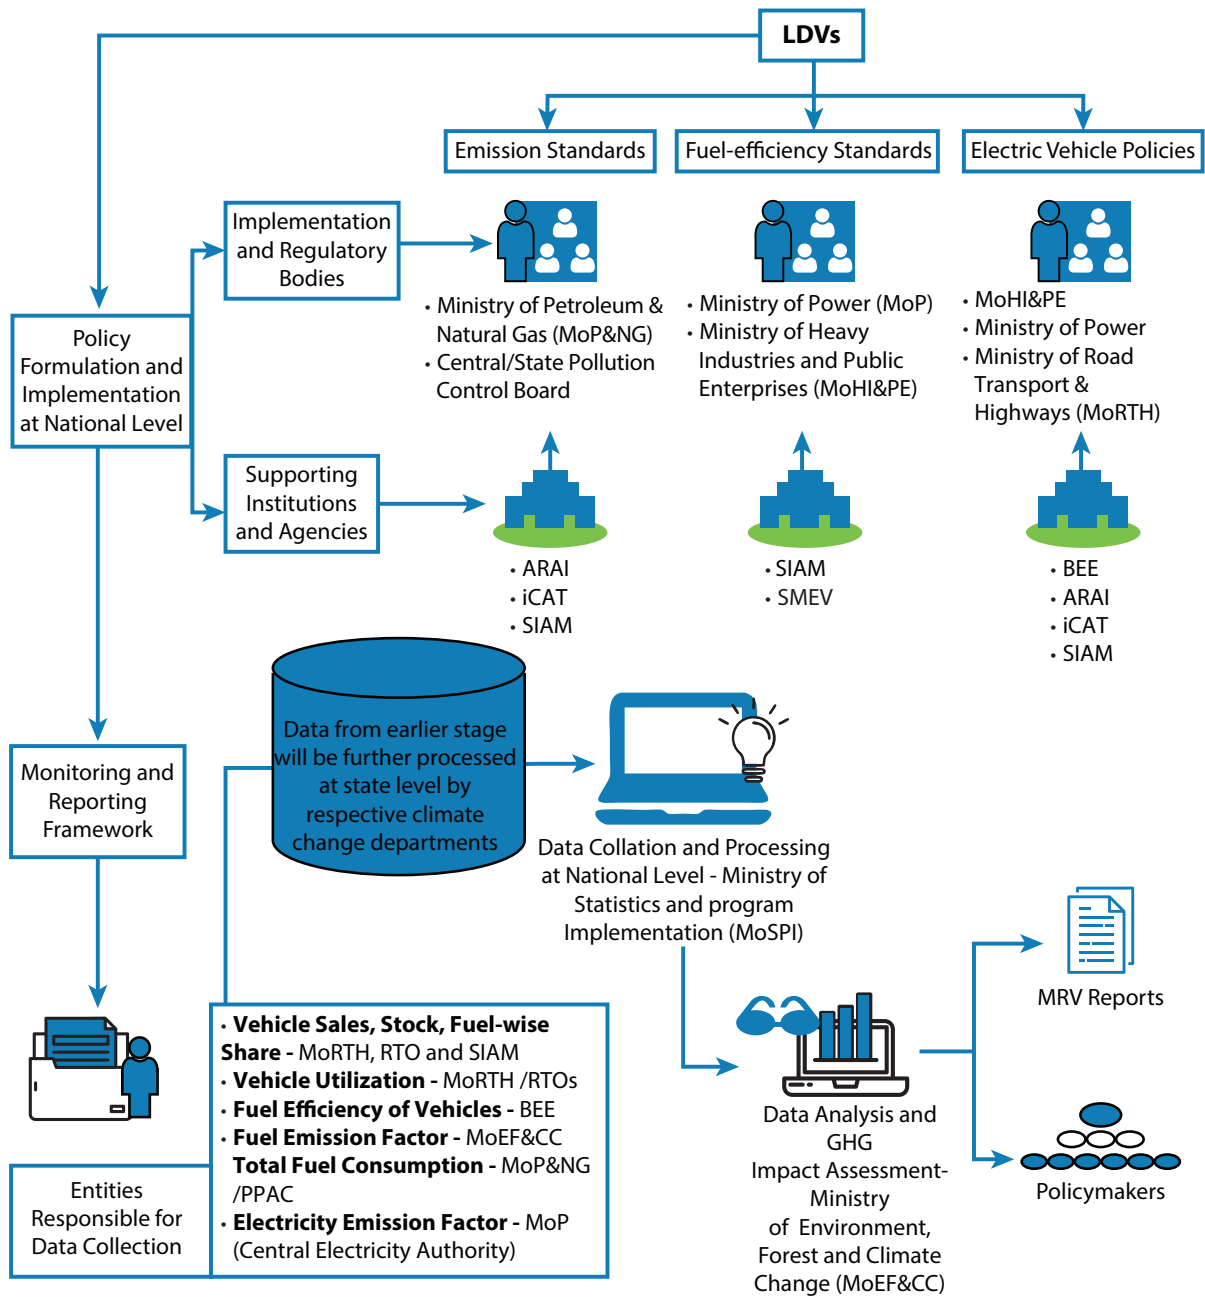 LDVs
Emission Standards
Fuel-efficiency Standards
Electric Vehicle Policies
Implementation
and Regulatory
Bodies
• Ministry of Petroleum &
Natural Gas (MoP&NG)
• Central/State Pollution
Control Board
• Ministry of Power (MoP)
• Ministry of Heavy
Industries and Public
Enterprises (MoHI&PE)
• MoHI&PE
• Ministry of Power
• Ministry of Road
Transport &
Highways (MoRTH)
Policy
Formulation and
Implementation
at National Level
Supporting
Institutions
and Agencies
• ARAI
• iCAT
• SIAM
• SIAM
• SMEV
• BEE
• ARAI
• iCAT
• SIAM
Monitoring and
Reporting
Framework
Data from earlier stage
will be further processed
at state level by
respective climate
change departments
Data Collation and Processing
at National Level - Ministry of
Statistics and program
Implementation (MoSPI)
MRV Reports
• Vehicle Sales, Stock, Fuel-wise
Share - MoRTH, RTO and SIAM
• Vehicle Utilization - MoRTH /RTOs
• Fuel Efficiency of Vehicles - BEE
• Fuel Emission Factor - MoEF&CC
Total Fuel Consumption - MoP&NG
/PPAC
• Electricity Emission Factor - MoP
(Central Electricity Authority)
Entities
Responsible for
Data Collection
Data Analysis and
GHG
Impact Assessment-
Ministry
of Environment,
Forest and Climate
Change (MoEF&CC)
Policymakers